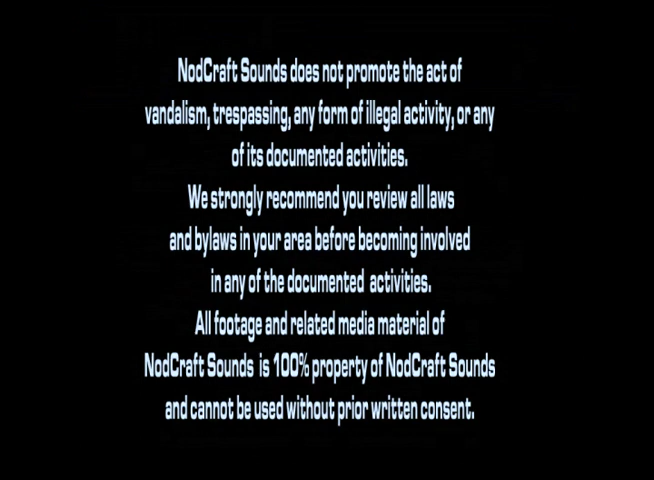 NodCraft Sounds does not promote the act of
vandalism, trespassing, any form of illegal activity, or any
of its documented activities.
We strongly recommend you review all laws
and bylaws in your area before becoming involved
in any of the documented activities.
All footage and related media material of
NodCraft Sounds is 100% property of NodCraft Sounds
and cannot be used without prior written consent.